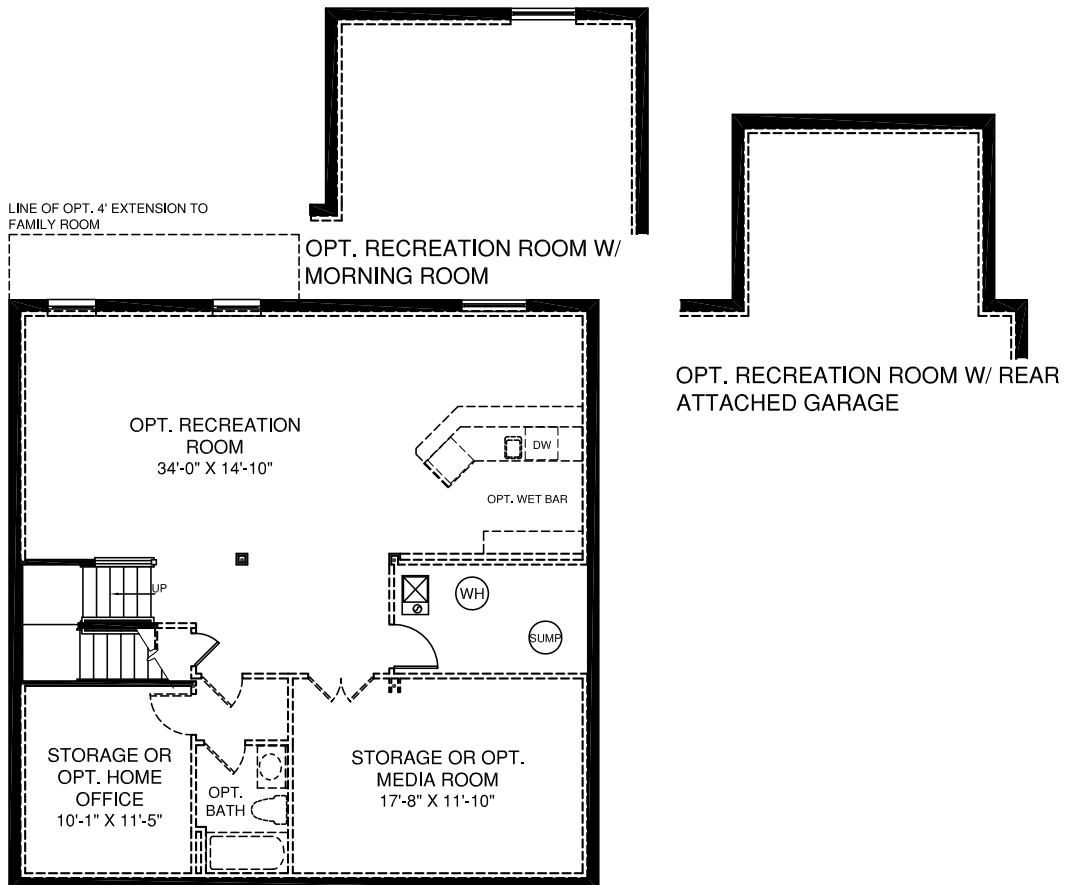 LINE OF OPT. 4' EXTENSION TO
FAMILY ROOM
OPT. RECREATION ROOM W/
MORNING ROOM
OPT. RECREATION ROOM W/ REAR
ATTACHED GARAGE
OPT. RECREATION
ROOM
34'-0" X 14'-10"
DW
OPT. WET BAR
UP
WH
SUMP
STORAGE OR
OPT. HOME
OFFICE
10'-1" X 11'-5"
OPT.
BATH
STORAGE OR OPT.
MEDIA ROOM
17'-8" X 11'-10"